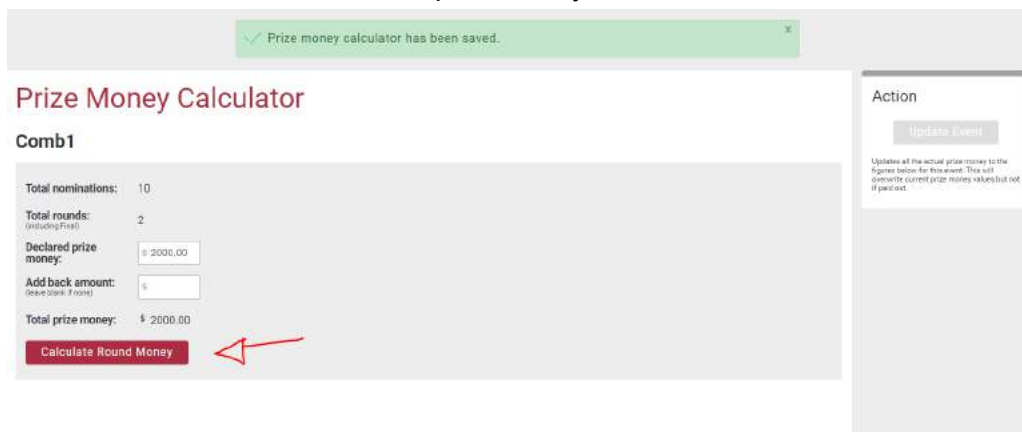 Prize money calculator has been saved.
x
Prize Money Calculator
Comb1
Total nominations: 10
Total rounds: 2
(including Final)
Declared prize
money: $ 2000.00
Add back amount: $
(leave blank if none)
Total prize money: $ 2000.00
Calculate Round Money
Action
Update Event
Updates all the actual prize money to the
figures below for this event. This will
overwrite current prize money values but not
if paid out.